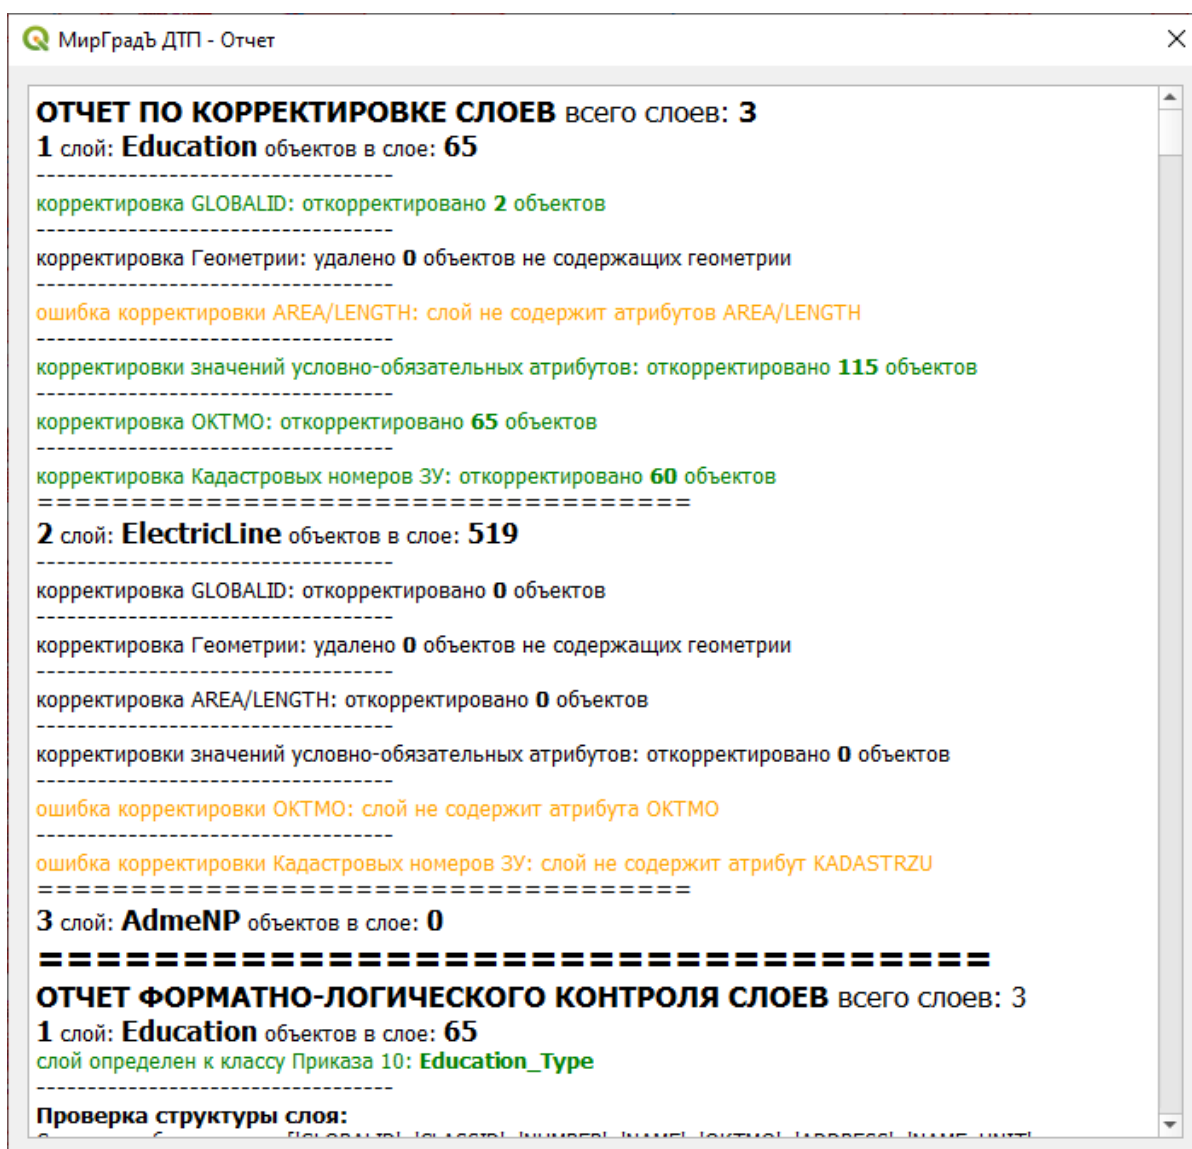 МирГрадЪ ДТП - Отчет
ОТЧЕТ ПО КОРРЕКТИРОВКЕ СЛОЕВ всего слоев: 3
1 слой: Education объектов в слое: 65
-----------------------------------
корректировка GLOBALID: откорректировано 2 объектов
-----------------------------------
корректировка Геометрии: удалено 0 объектов не содержащих геометрии
-----------------------------------
ошибка корректировки AREA/LENGTH: слой не содержит атрибутов AREA/LENGTH
-----------------------------------
корректировки значений условно-обязательных атрибутов: откорректировано 115 объектов
-----------------------------------
корректировка ОКТМО: откорректировано 65 объектов
-----------------------------------
корректировка Кадастровых номеров ЗУ: откорректировано 60 объектов
===================================
2 слой: ElectricLine объектов в слое: 519
-----------------------------------
корректировка GLOBALID: откорректировано 0 объектов
-----------------------------------
корректировка Геометрии: удалено 0 объектов не содержащих геометрии
-----------------------------------
корректировка AREA/LENGTH: откорректировано 0 объектов
-----------------------------------
корректировки значений условно-обязательных атрибутов: откорректировано 0 объектов
-----------------------------------
ошибка корректировки ОКТМО: слой не содержит атрибута ОКТМО
-----------------------------------
ошибка корректировки Кадастровых номеров ЗУ: слой не содержит атрибут KADASTRZU
===================================
3 слой: AdmeNP объектов в слое: 0
=================================
ОТЧЕТ ФОРМАТНО-ЛОГИЧЕСКОГО КОНТРОЛЯ СЛОЕВ всего слоев: 3
1 слой: Education объектов в слое: 65
слой определен к классу Приказа 10: Education_Type
-----------------------------------
Проверка структуры слоя: